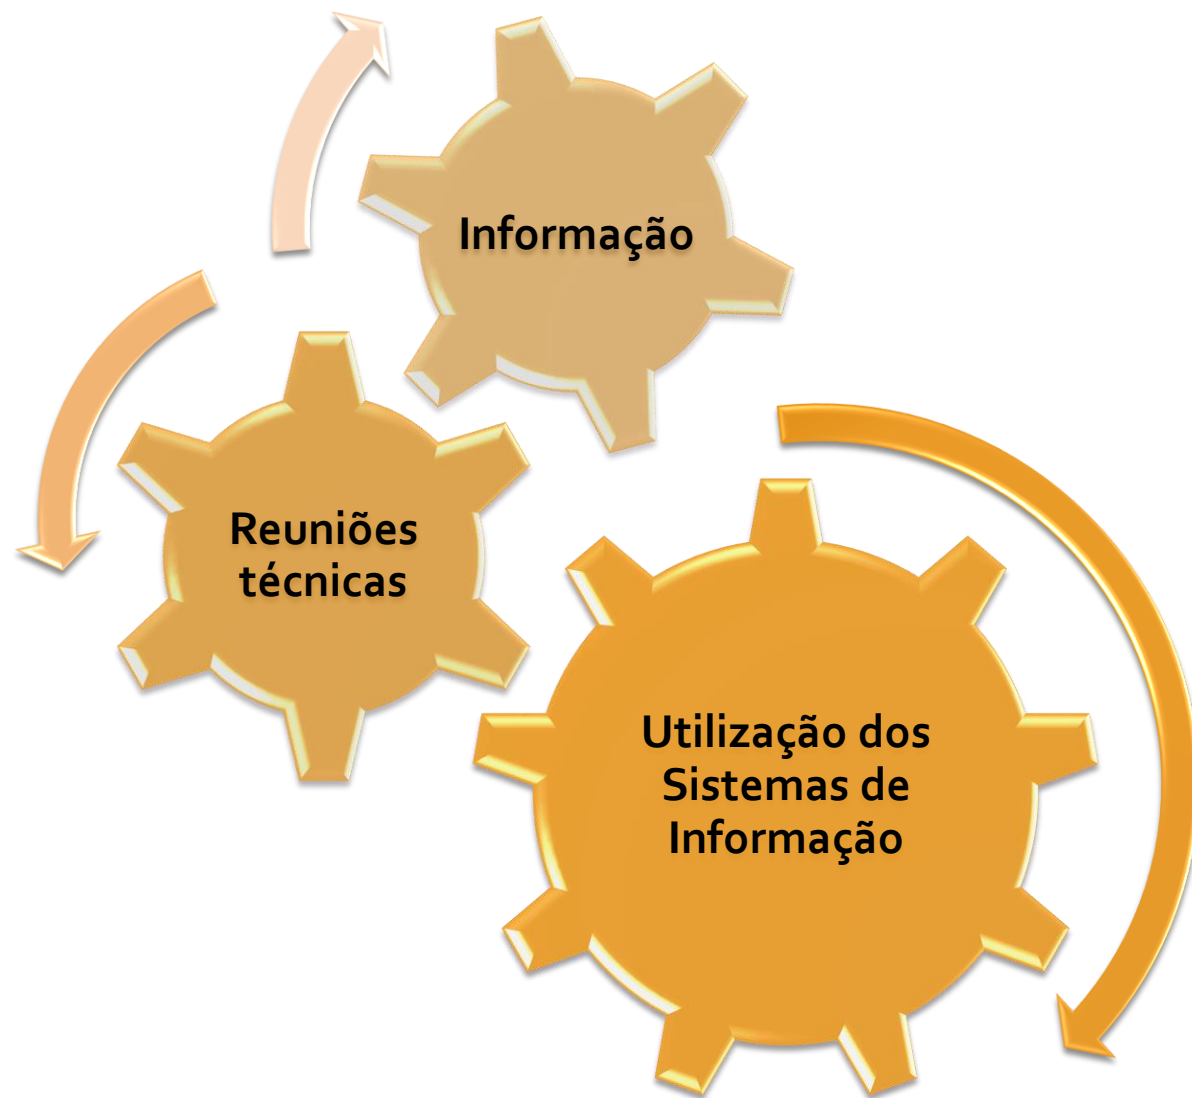 Informação
Reuniões
técnicas
Utilização dos
Sistemas de
Informação